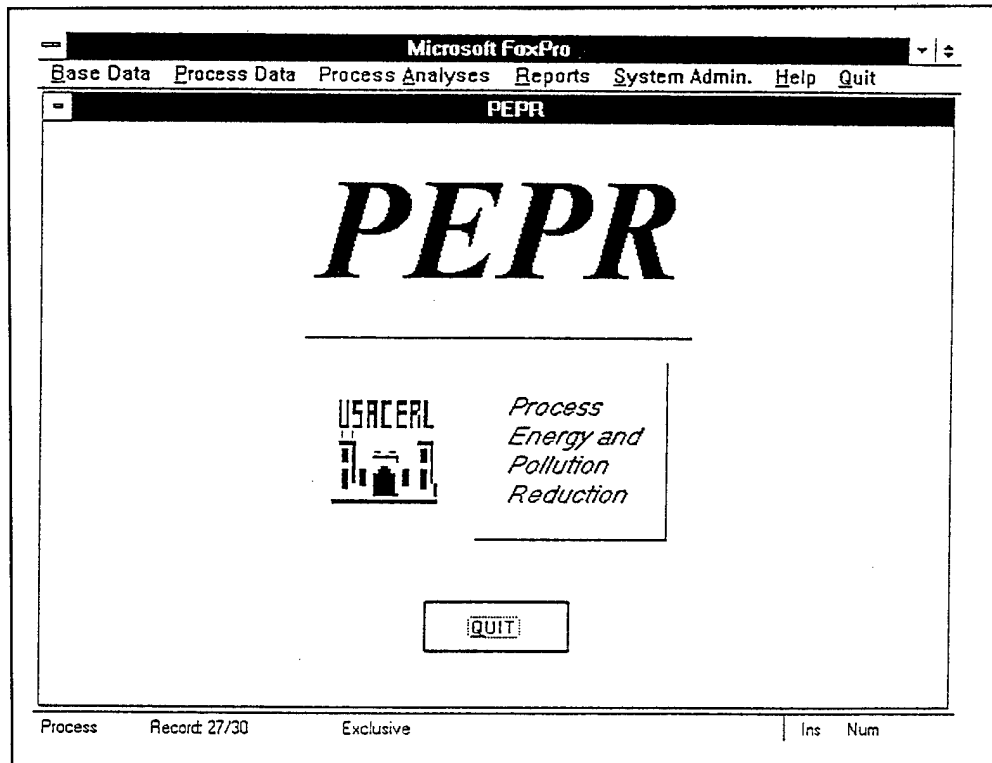 Microsoft FoxPro
Base Data Process Data Process Analyses Reports System Admin. Help Quit
PEPR
PEPR
USACERL
Process
Energy and
Pollution
Reduction
QUIT
Process Record: 27/30 Exclusive Ins Num